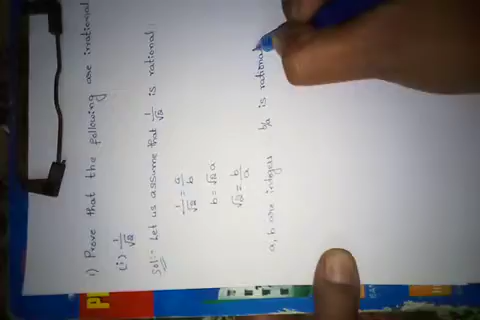 1) Prove that the following are irrational
(i) 1/√2
Sol:- Let us assume that 1/√2 is rational.
1/√2 = a/b
b = √2 a
√2 = b/a
a, b are integers b/a is rational